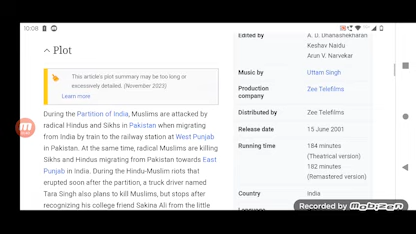 10:08
Plot
This article's plot summary may be too long or
excessively detailed. (November 2023)
Learn more
During the Partition of India, Muslims are attacked by
radical Hindus and Sikhs in Pakistan when migrating
from India by train to the railway station at West Punjab
in Pakistan. At the same time, radical Muslims are killing
Sikhs and Hindus migrating from Pakistan towards East
Punjab in India. During the Hindu-Muslim riots that
erupted soon after the partition, a truck driver named
Tara Singh also plans to kill Muslims, but stops after
recognising his college friend Sakina Ali from the little
Edited by A. D. Dhanashekharan
Keshav Naidu
Arun V. Narvekar
Music by Uttam Singh
Production company Zee Telefilms
Distributed by Zee Telefilms
Release date 15 June 2001
Running time 184 minutes
(Theatrical version)
182 minutes
(Remastered version)
Country India
Language
Recorded by Mobizen